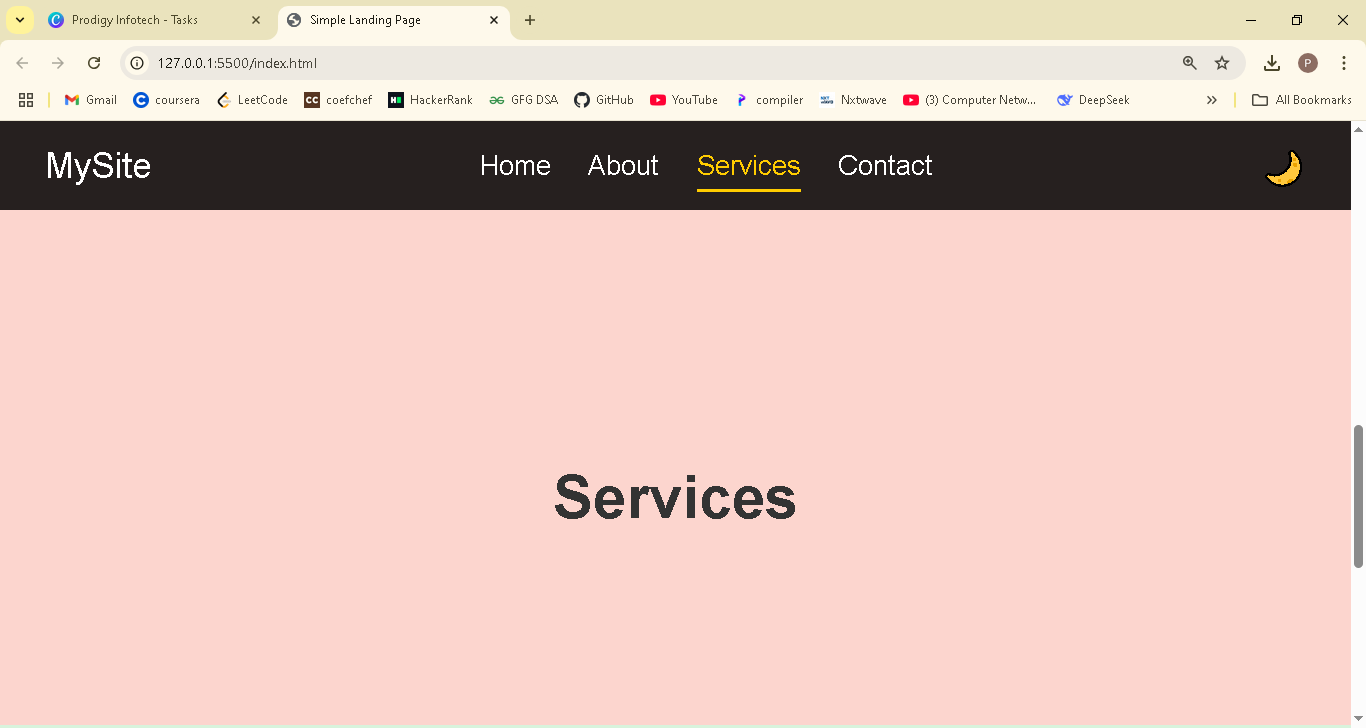 Prodigy Infotech - Tasks Simple Landing Page
127.0.0.1:5500/index.html P
Gmail coursera LeetCode CC coefchef H HackerRank GFG DSA GitHub YouTube compiler Nxtwave (3) Computer Netw... DeepSeek All Bookmarks
MySite Home About Services Contact
Services